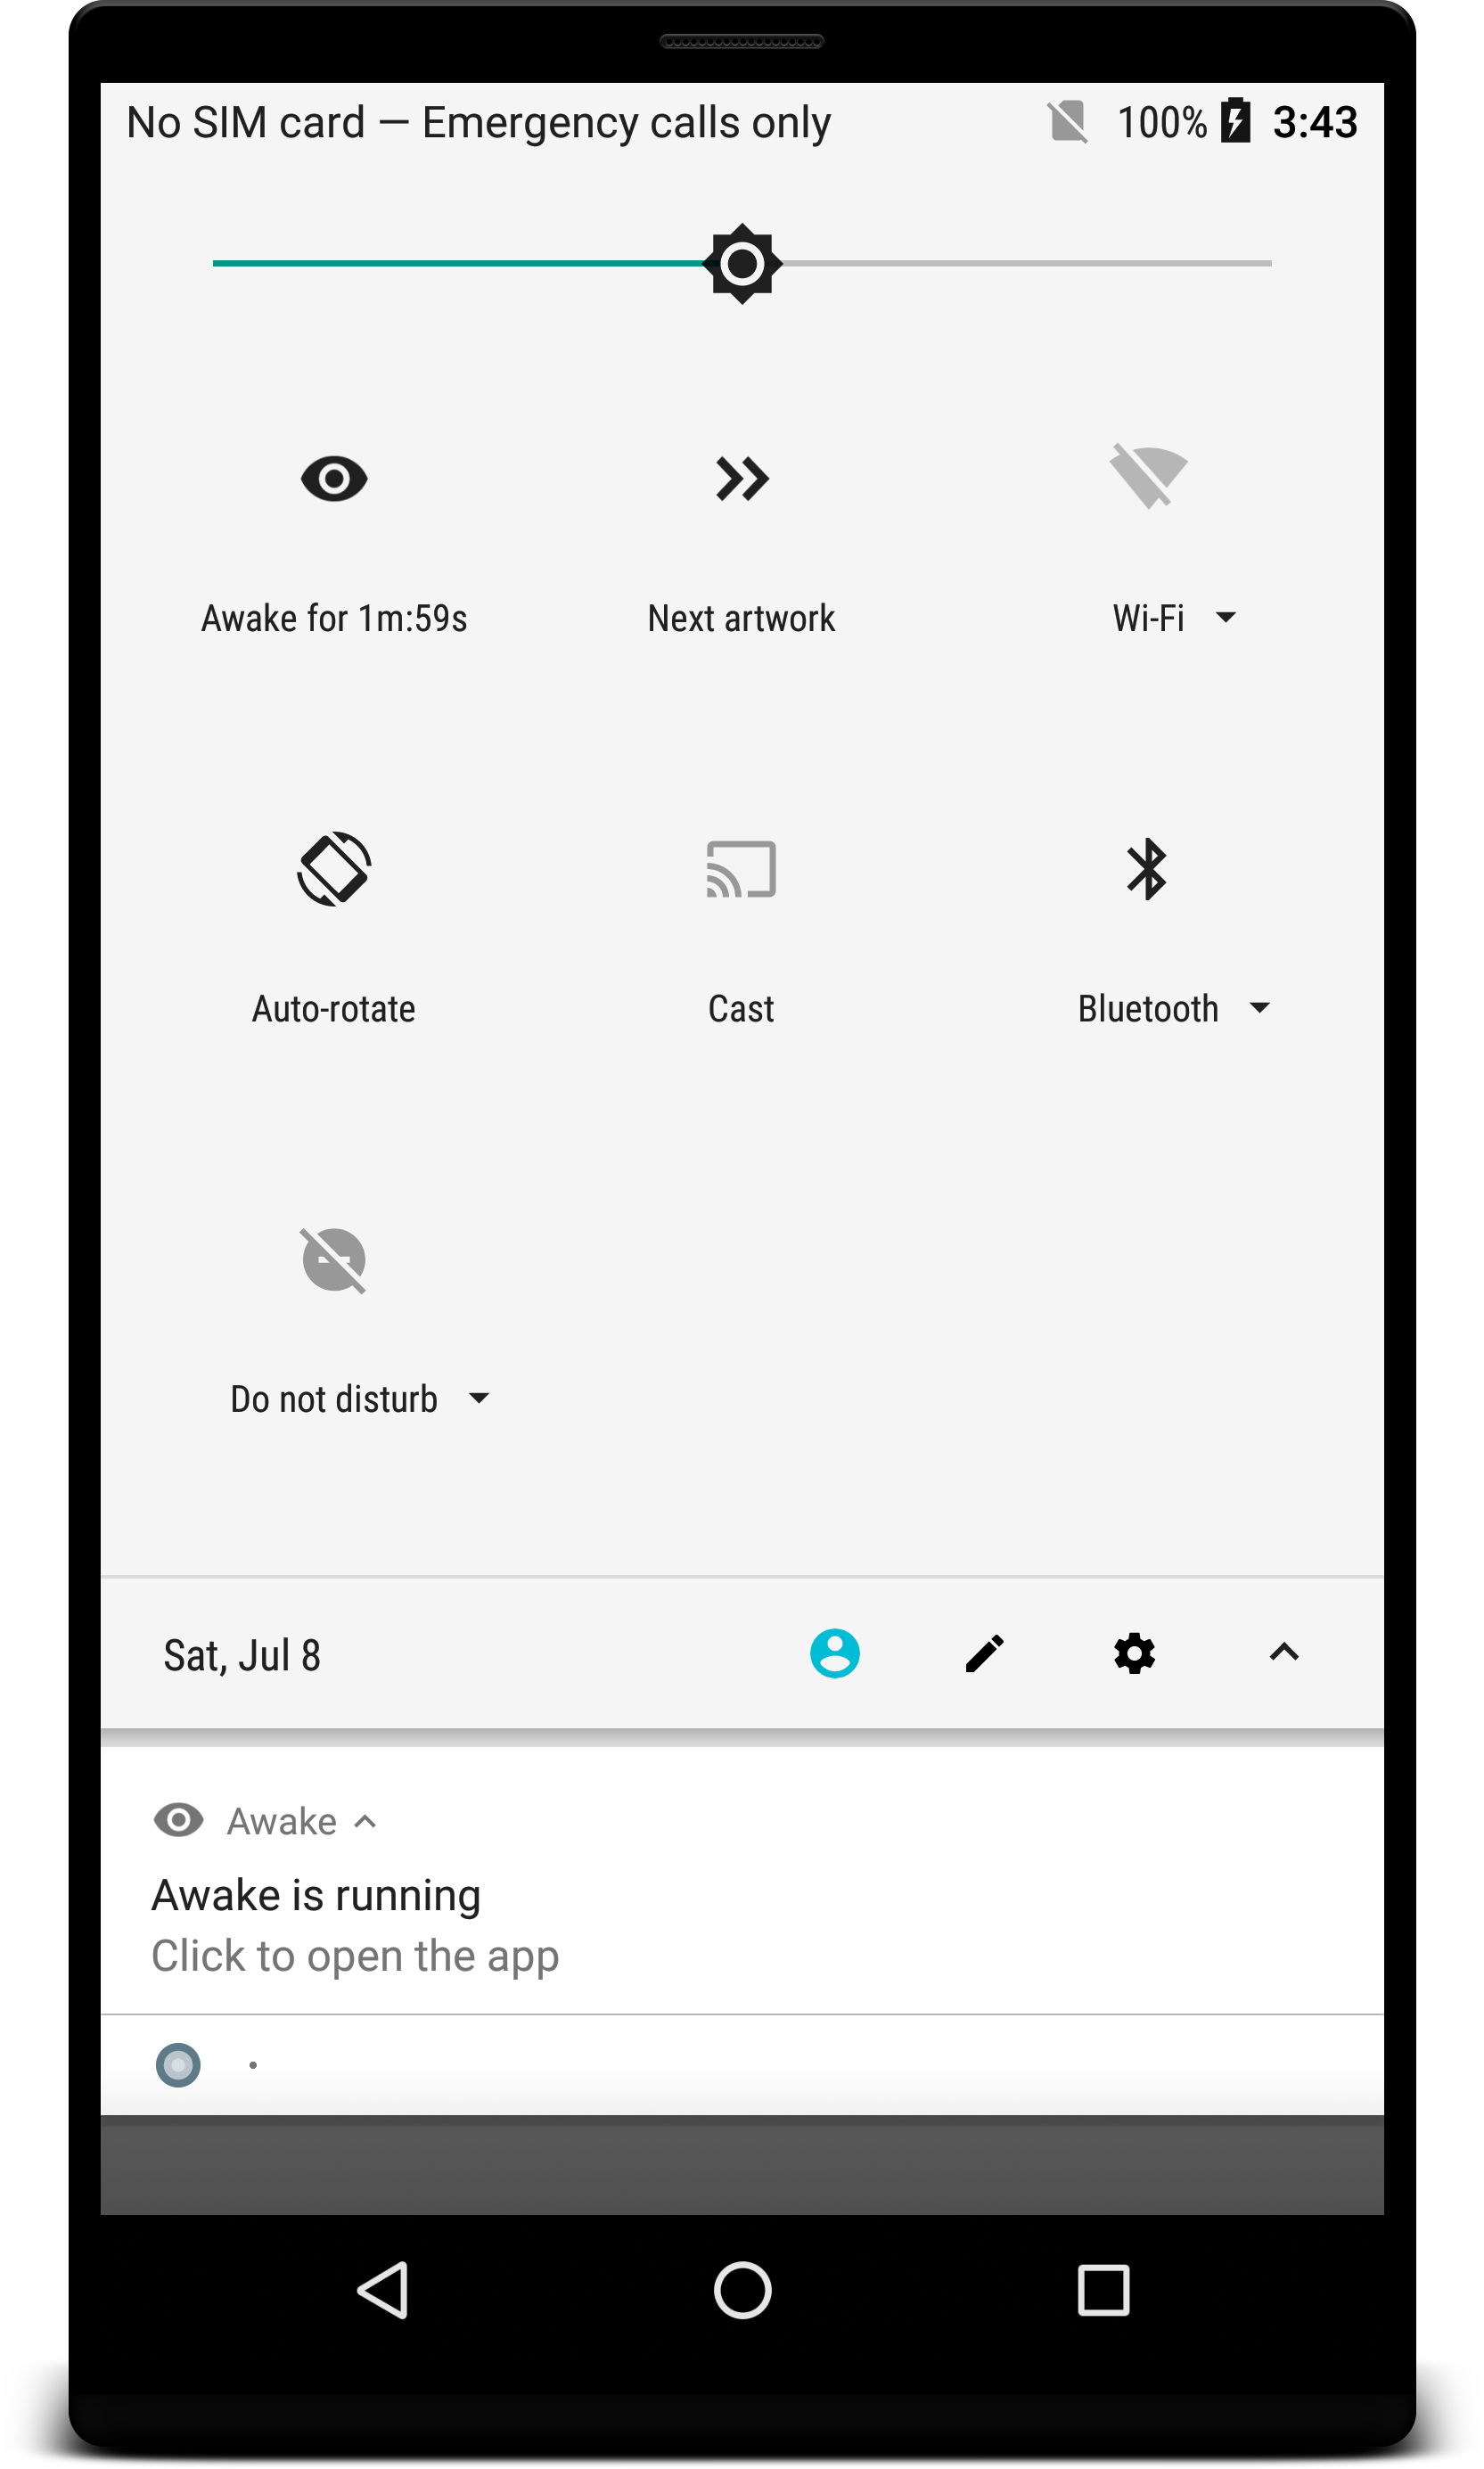 No SIM card — Emergency calls only 100% 3:43
Awake for 1m:59s Next artwork Wi-Fi
Auto-rotate Cast Bluetooth
Do not disturb
Sat, Jul 8
Awake
Awake is running
Click to open the app